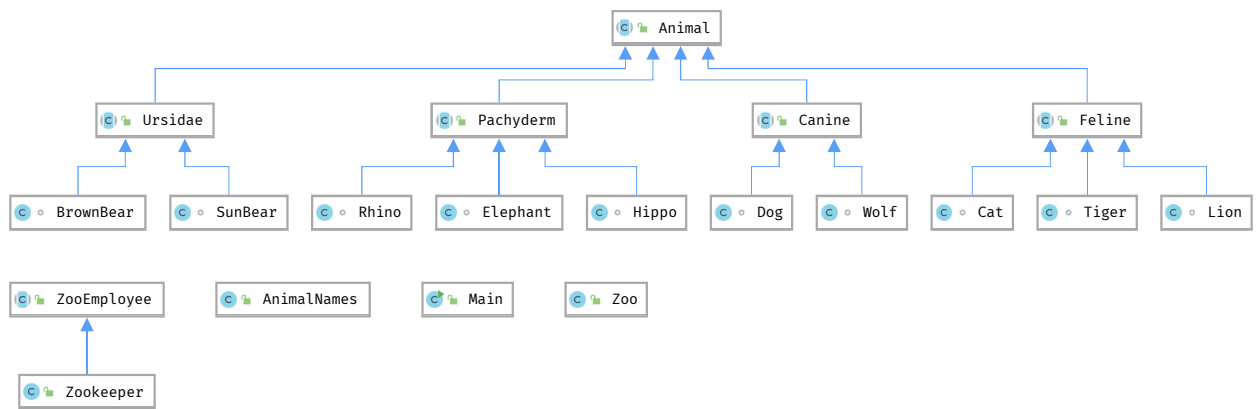 Animal
Ursidae Pachyderm Canine Feline
BrownBear SunBear Rhino Elephant Hippo Dog Wolf Cat Tiger Lion
ZooEmployee AnimalNames Main Zoo
Zookeeper